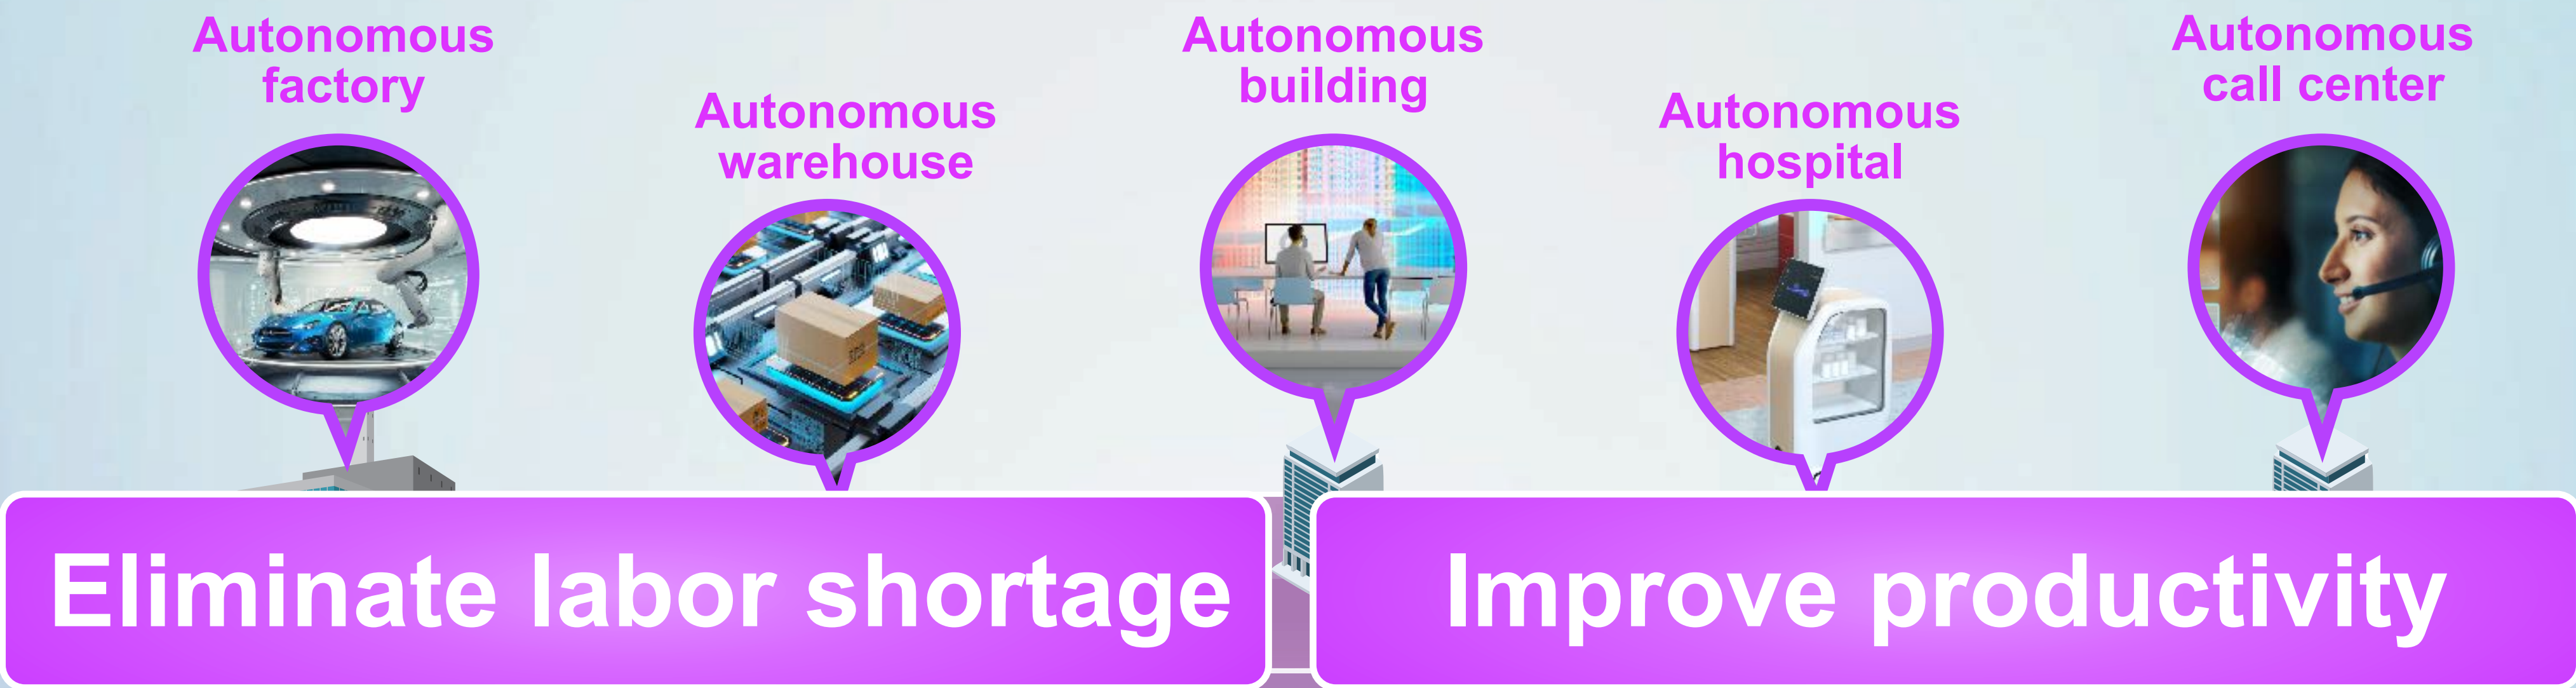 Autonomous
factory
Autonomous
warehouse
Autonomous
building
Autonomous
hospital
Autonomous
call center
Eliminate labor shortage
Improve productivity